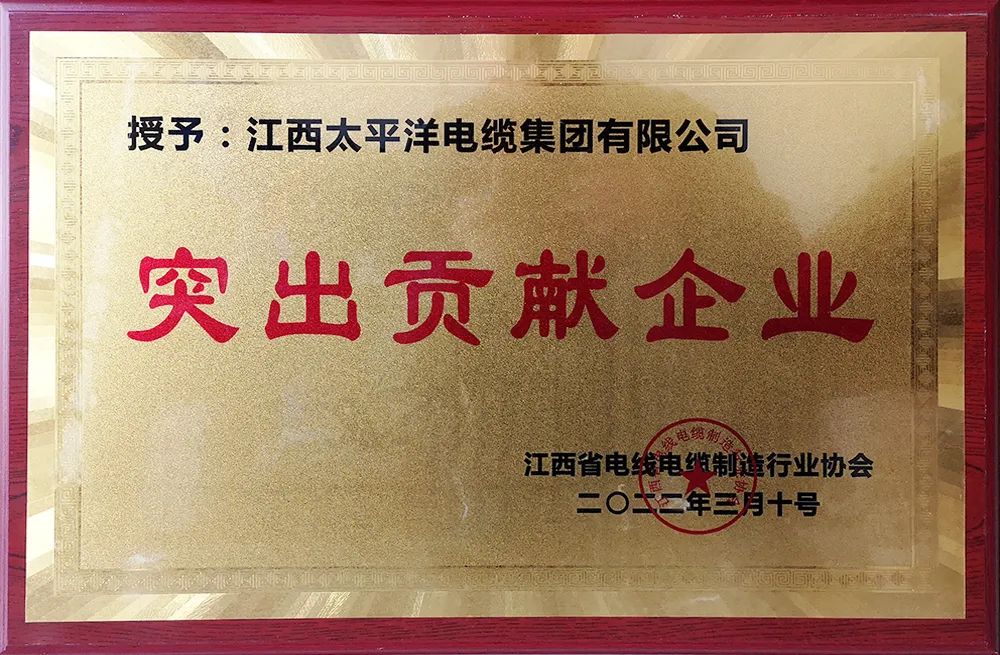 授予：江西太平洋电缆集团有限公司
突出贡献企业
江西省电线电缆制造行业协会
二〇二二年三月十号